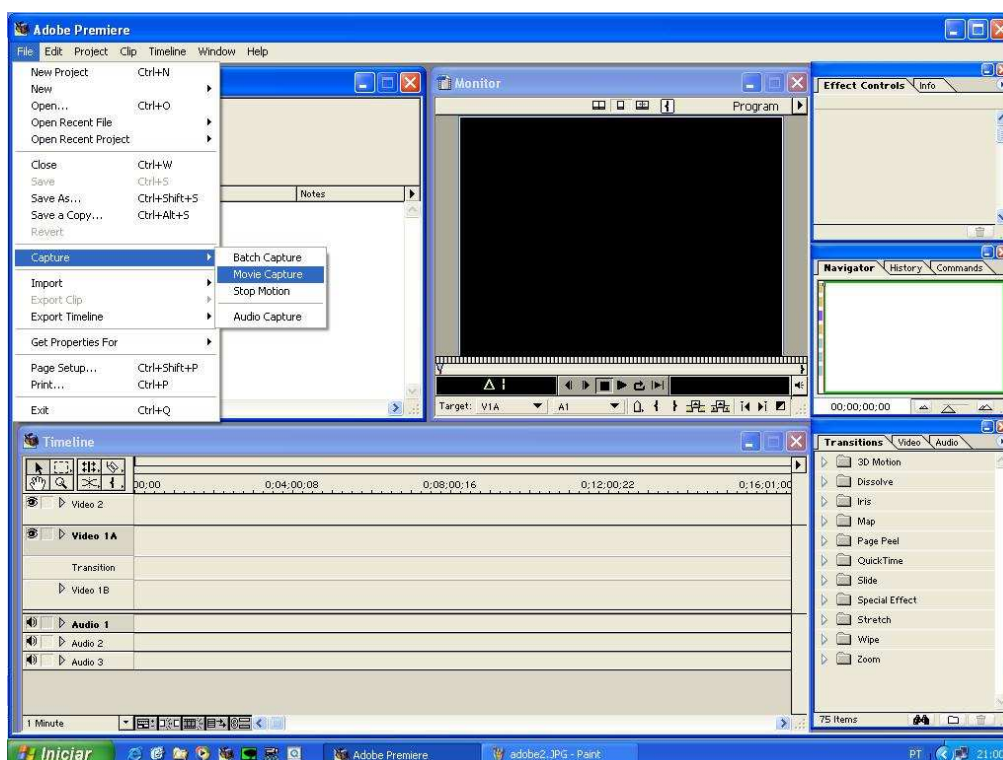 Adobe Premiere
File Edit Project Clip Timeline Window Help
New Project Ctrl+N
New
Open... Ctrl+O
Open Recent File
Open Recent Project
Close Ctrl+W
Save Ctrl+S
Save As... Ctrl+Shift+S
Save a Copy... Ctrl+Alt+S
Revert
Capture
Import
Export Clip
Export Timeline
Get Properties For
Page Setup... Ctrl+Shift+P
Print... Ctrl+P
Exit Ctrl+Q
Batch Capture
Movie Capture
Stop Motion
Audio Capture
Notes
Monitor
Program
Target: V1A A1
Effect Controls Info
Navigator History Commands
00;00;00;00
Timeline
00;00 0;04;00;08 0;08;00;16 0;12;00;22 0;16;01;00
Video 2
Video 1A
Transition
Video 1B
Audio 1
Audio 2
Audio 3
1 Minute
Transitions Video Audio
3D Motion
Dissolve
Iris
Map
Page Peel
QuickTime
Slide
Special Effect
Stretch
Wipe
Zoom
75 Items
Iniciar Adobe Premiere adobe2.JPG - Paint PT 21:00